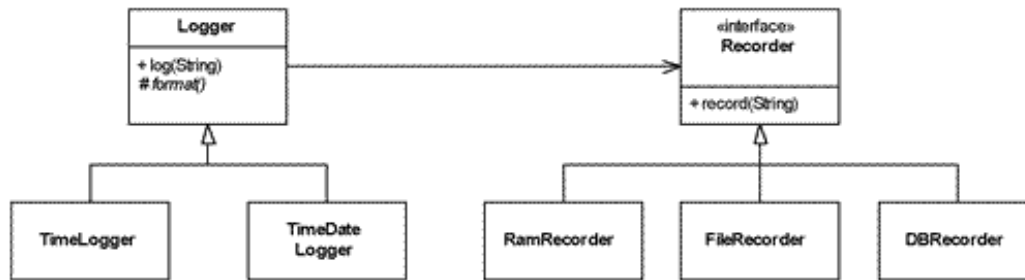 Logger
+ log(String)
# format()
«interface»
Recorder
+ record(String)
TimeLogger
TimeDate
Logger
RamRecorder
FileRecorder
DBRecorder